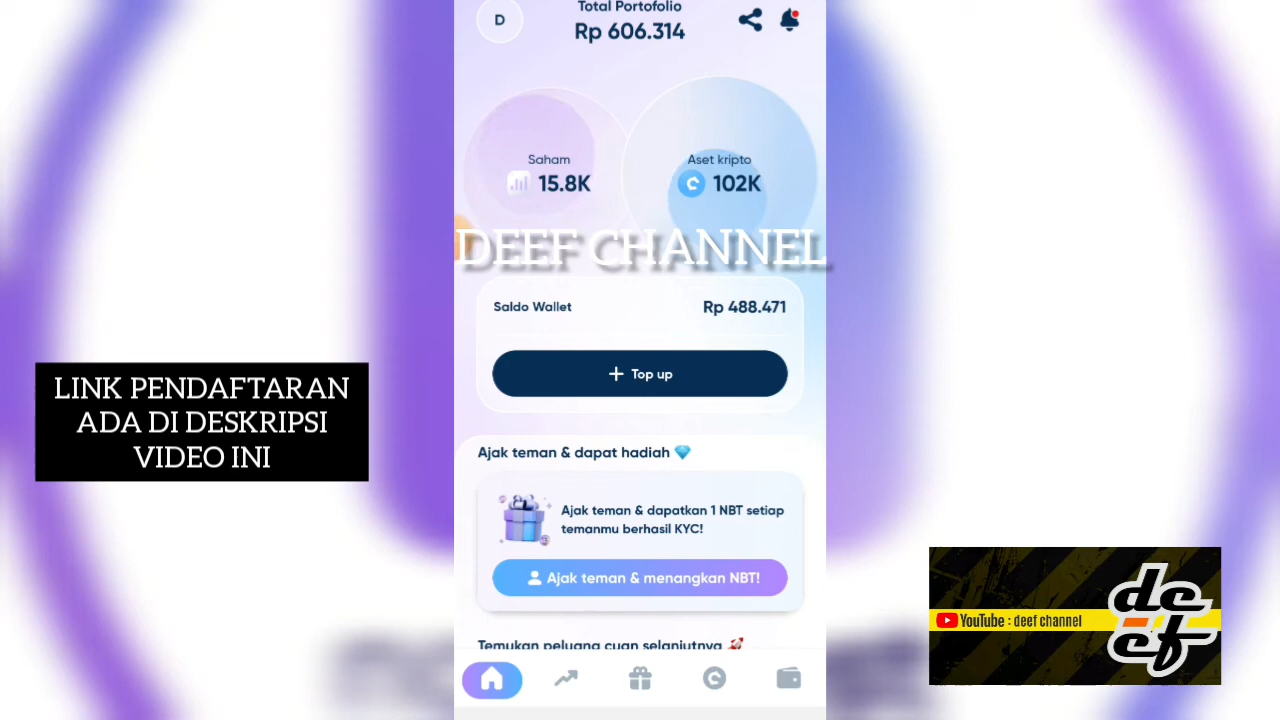 D
Total Portofolio
Rp 606.314
Saham
15.8K
Aset kripto
102K
DEEF CHANNEL
Saldo Wallet
Rp 488.471
+ Top up
LINK PENDAFTARAN
ADA DI DESKRIPSI
VIDEO INI
Ajak teman & dapat hadiah 💎
Ajak teman & dapatkan 1 NBT setiap
temanmu berhasil KYC!
Ajak teman & menangkan NBT!
Temukan peluang cuan selanjutnya 🚀
YouTube : deef channel
de
ef